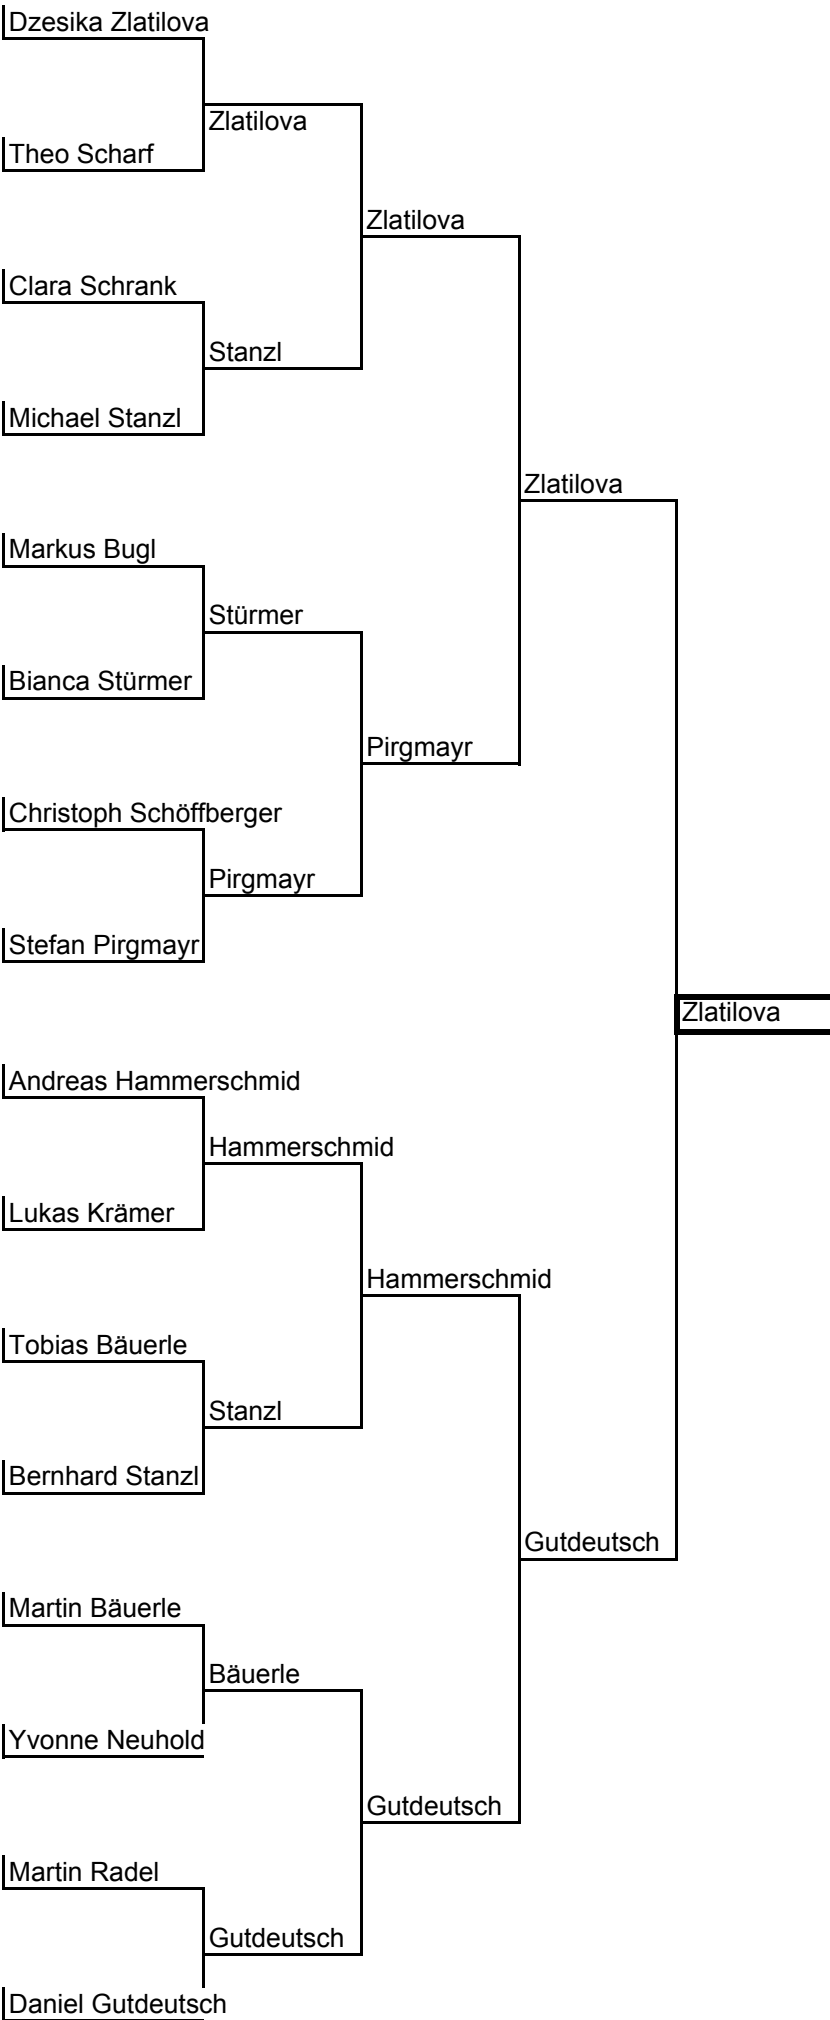 Dzesika Zlatilova
Zlatilova
Theo Scharf
Zlatilova
Clara Schrank
Stanzl
Michael Stanzl
Zlatilova
Markus Bugl
Stürmer
Bianca Stürmer
Pirgmayr
Christoph Schöffberger
Pirgmayr
Stefan Pirgmayr
Zlatilova
Andreas Hammerschmid
Hammerschmid
Lukas Krämer
Hammerschmid
Tobias Bäuerle
Stanzl
Bernhard Stanzl
Gutdeutsch
Martin Bäuerle
Bäuerle
Yvonne Neuhold
Gutdeutsch
Martin Radel
Gutdeutsch
Daniel Gutdeutsch